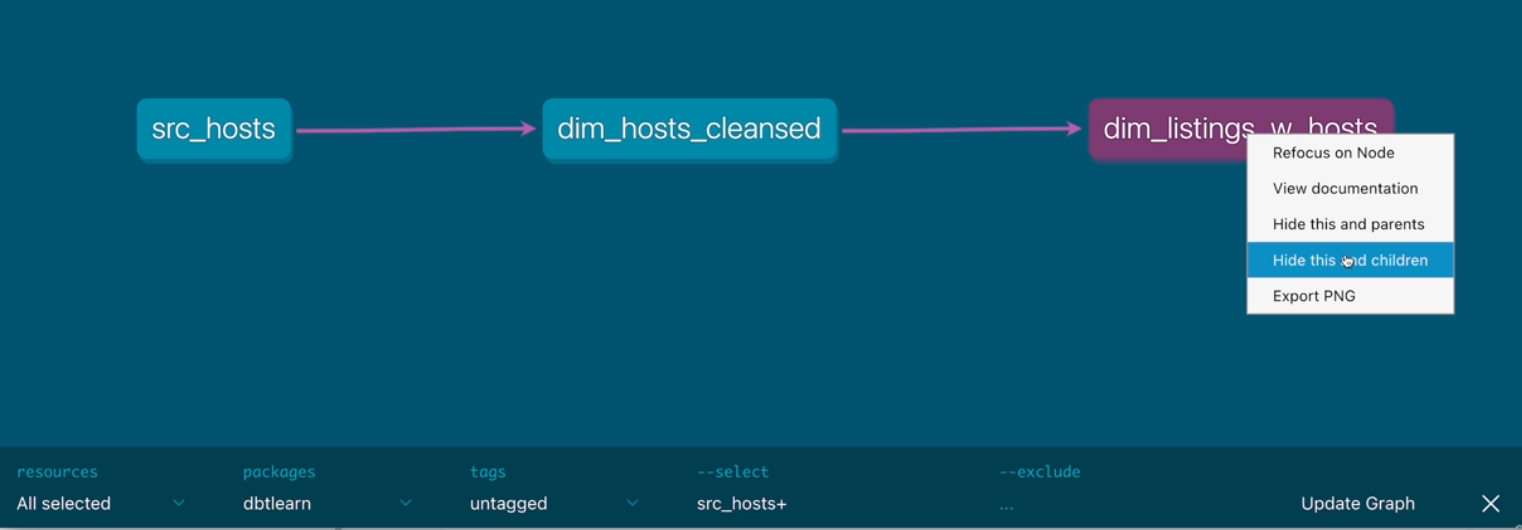 src_hosts
dim_hosts_cleansed
dim_listings_w_hosts
Refocus on Node
View documentation
Hide this and parents
Hide this and children
Export PNG
resources packages tags --select --exclude
All selected dbtlearn untagged src_hosts+ ... Update Graph